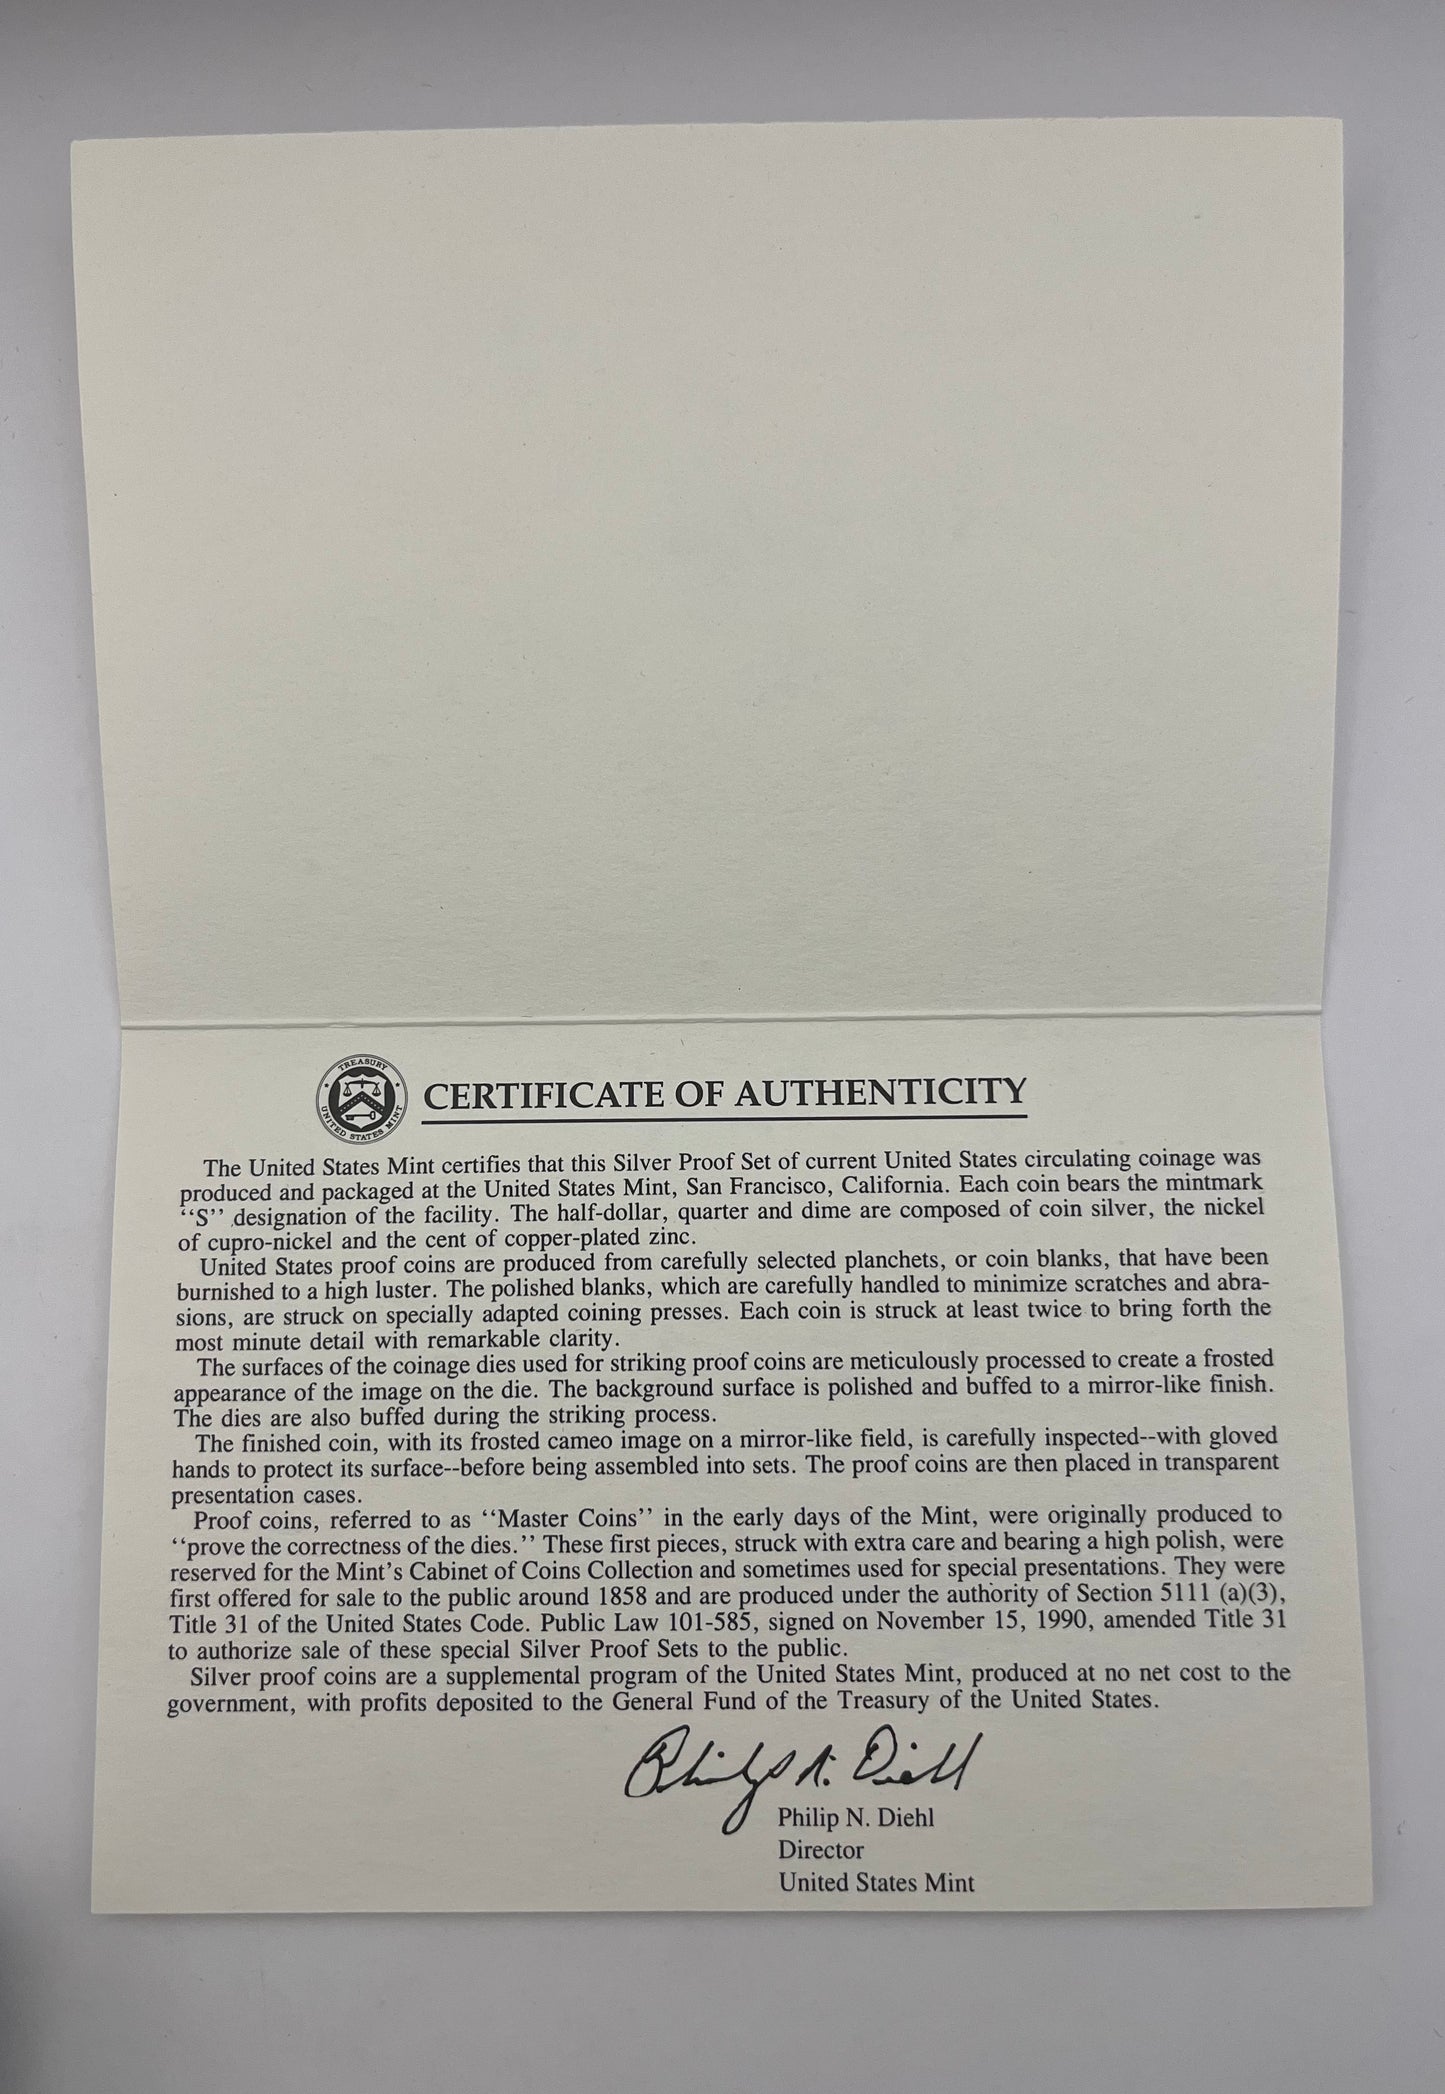 TREASURY
UNITED STATES MINT
CERTIFICATE OF AUTHENTICITY
The United States Mint certifies that this Silver Proof Set of current United States circulating coinage was
produced and packaged at the United States Mint, San Francisco, California. Each coin bears the mintmark
‘‘S’’ designation of the facility. The half-dollar, quarter and dime are composed of coin silver, the nickel
of cupro-nickel and the cent of copper-plated zinc.
United States proof coins are produced from carefully selected planchets, or coin blanks, that have been
burnished to a high luster. The polished blanks, which are carefully handled to minimize scratches and abra-
sions, are struck on specially adapted coining presses. Each coin is struck at least twice to bring forth the
most minute detail with remarkable clarity.
The surfaces of the coinage dies used for striking proof coins are meticulously processed to create a frosted
appearance of the image on the die. The background surface is polished and buffed to a mirror-like finish.
The dies are also buffed during the striking process.
The finished coin, with its frosted cameo image on a mirror-like field, is carefully inspected--with gloved
hands to protect its surface--before being assembled into sets. The proof coins are then placed in transparent
presentation cases.
Proof coins, referred to as ‘‘Master Coins’’ in the early days of the Mint, were originally produced to
‘‘prove the correctness of the dies.’’ These first pieces, struck with extra care and bearing a high polish, were
reserved for the Mint’s Cabinet of Coins Collection and sometimes used for special presentations. They were
first offered for sale to the public around 1858 and are produced under the authority of Section 5111 (a)(3),
Title 31 of the United States Code. Public Law 101-585, signed on November 15, 1990, amended Title 31
to authorize sale of these special Silver Proof Sets to the public.
Silver proof coins are a supplemental program of the United States Mint, produced at no net cost to the
government, with profits deposited to the General Fund of the Treasury of the United States.
Philip N. Diehl
Philip N. Diehl
Director
United States Mint